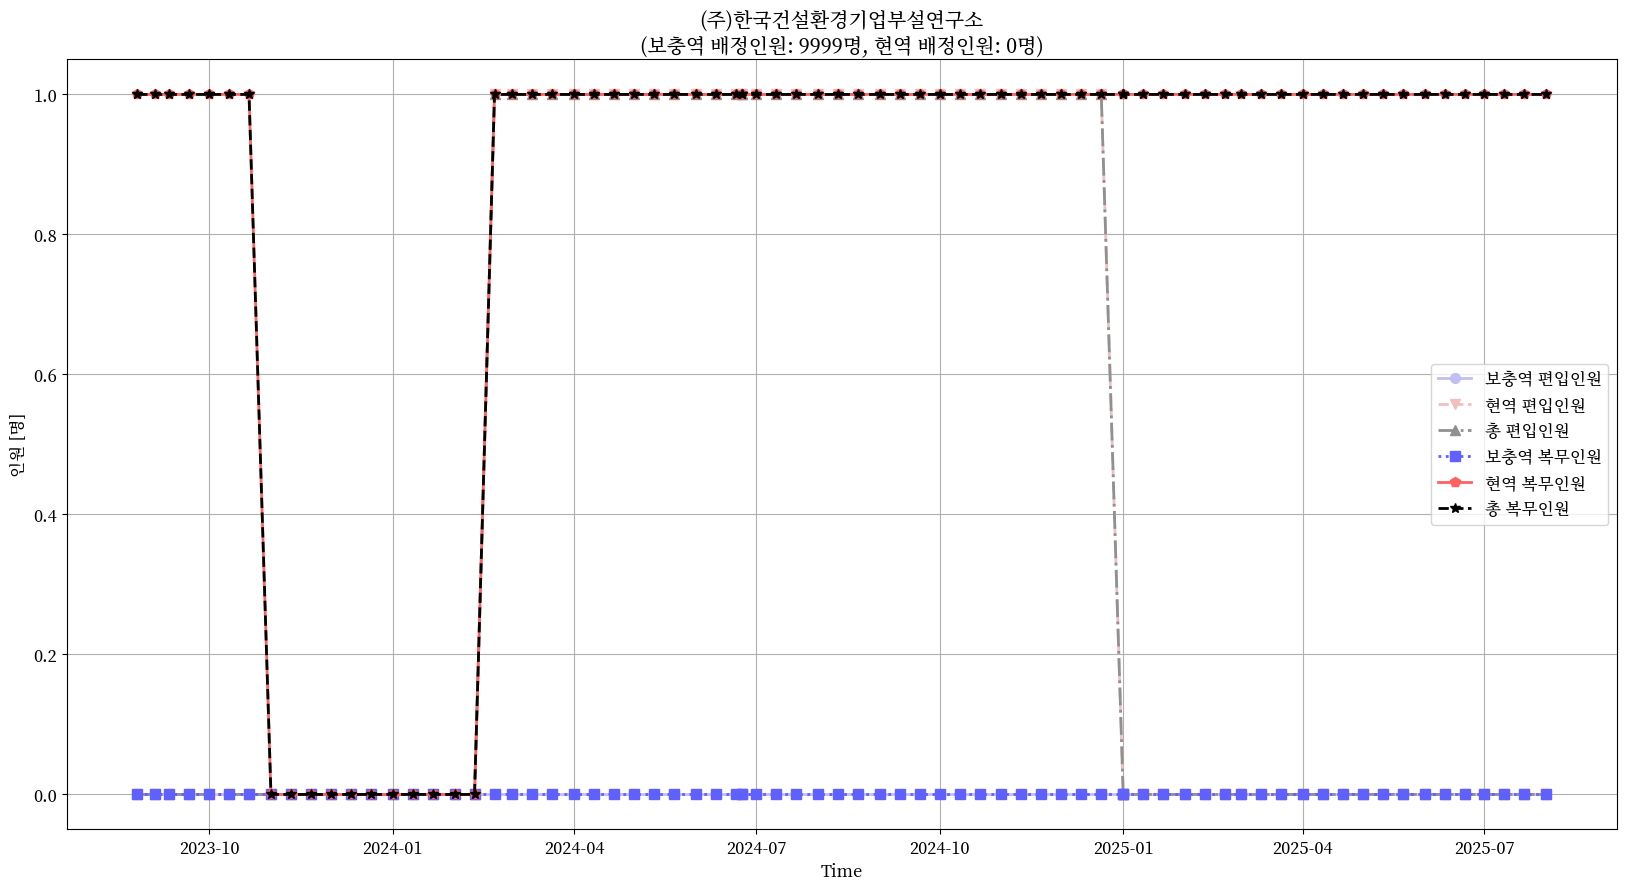 (주)한국건설환경기업부설연구소
(보충역 배정인원: 9999명, 현역 배정인원: 0명)
인원 [명]
1.0
0.8
0.6
0.4
0.2
0.0
보충역 편입인원
현역 편입인원
총 편입인원
보충역 복무인원
현역 복무인원
총 복무인원
2023-10
2024-01
2024-04
2024-07
2024-10
2025-01
2025-04
2025-07
Time